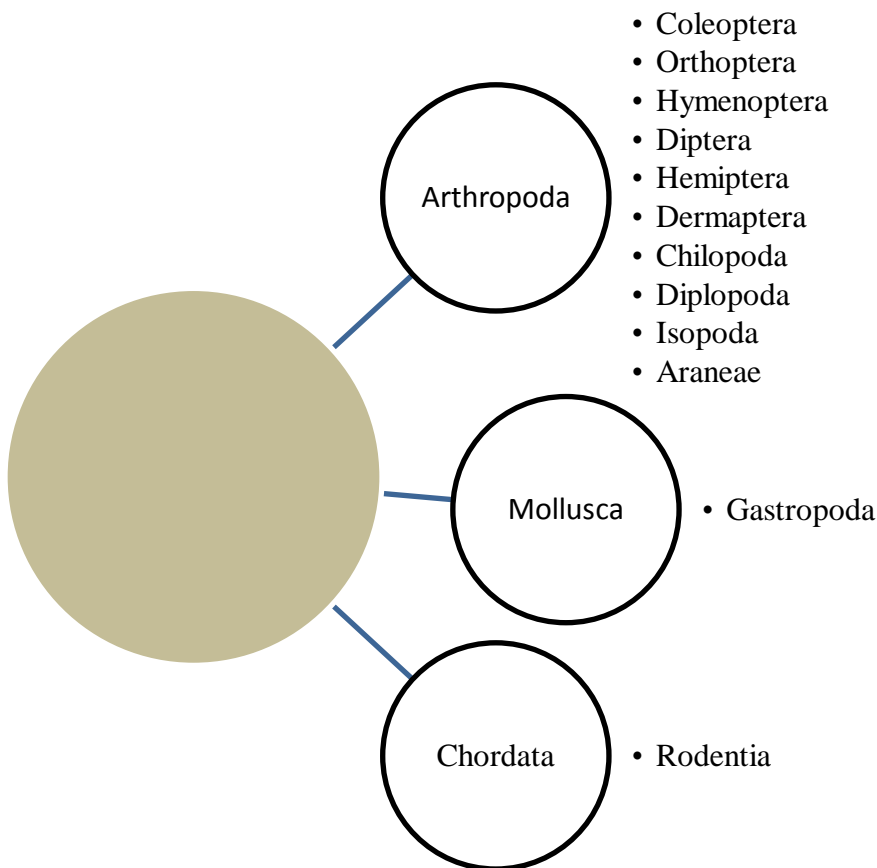 Arthropoda
• Coleoptera
• Orthoptera
• Hymenoptera
• Diptera
• Hemiptera
• Dermaptera
• Chilopoda
• Diplopoda
• Isopoda
• Araneae
Mollusca
• Gastropoda
Chordata
• Rodentia